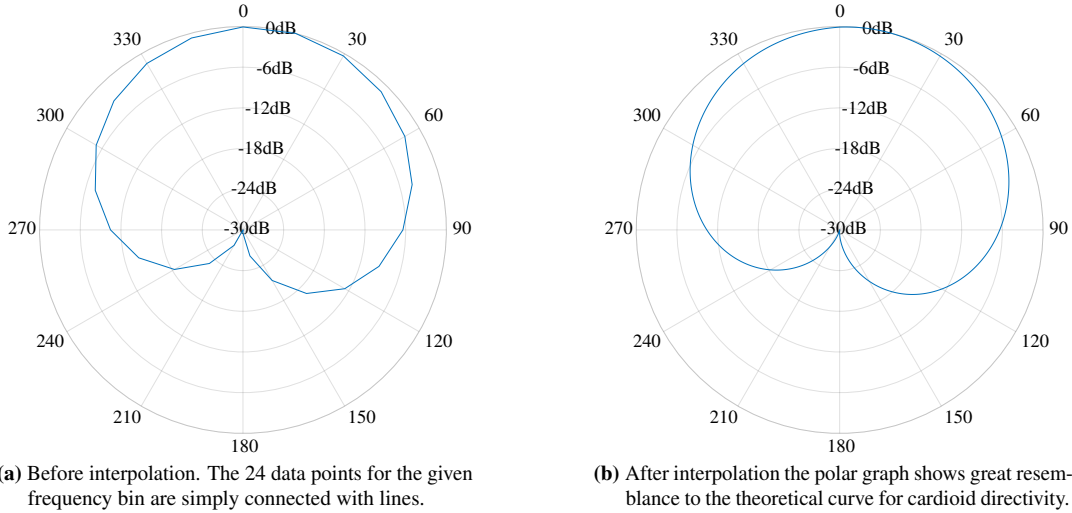 0
0dB
30
330
-6dB
-12dB
60
300
-18dB
-24dB
-30dB
90
270
120
240
150
210
180
(a) Before interpolation. The 24 data points for the given
frequency bin are simply connected with lines.
0
0dB
30
330
-6dB
-12dB
60
300
-18dB
-24dB
-30dB
90
270
120
240
150
210
180
(b) After interpolation the polar graph shows great resem-
blance to the theoretical curve for cardioid directivity.